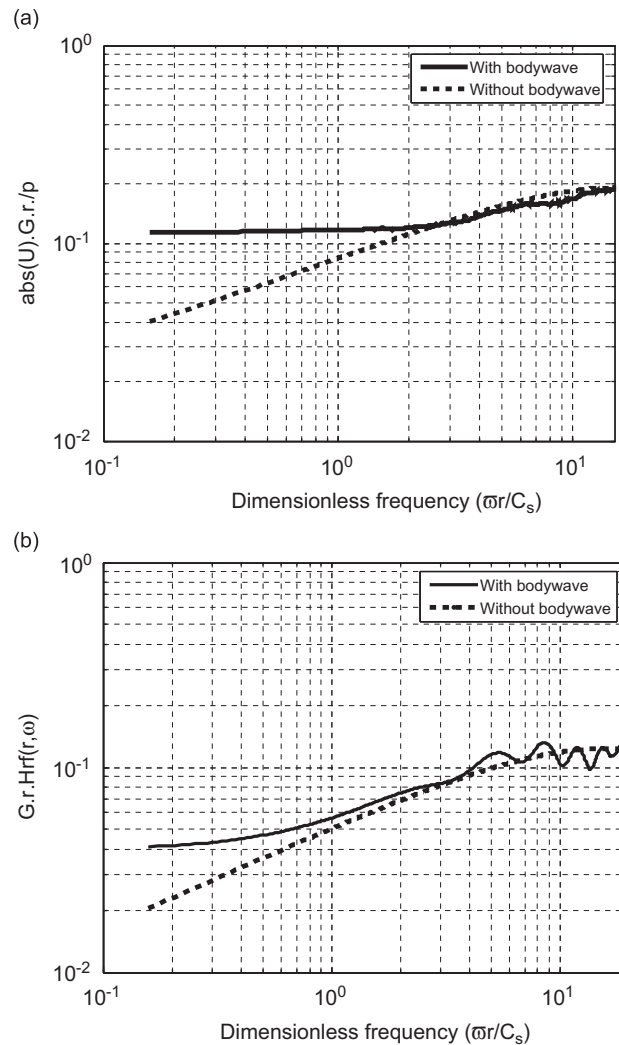 (a)
10⁰
10⁻¹
10⁻²
abs(U).G.r./p
With bodywave
Without bodywave
10⁻¹
10⁰
10¹
Dimensionless frequency (ϖr/Cₛ)
(b)
10⁰
10⁻¹
10⁻²
G.r.Hrf(r,ω)
With bodywave
Without bodywave
10⁻¹
10⁰
10¹
Dimensionless frequency (ϖr/Cₛ)